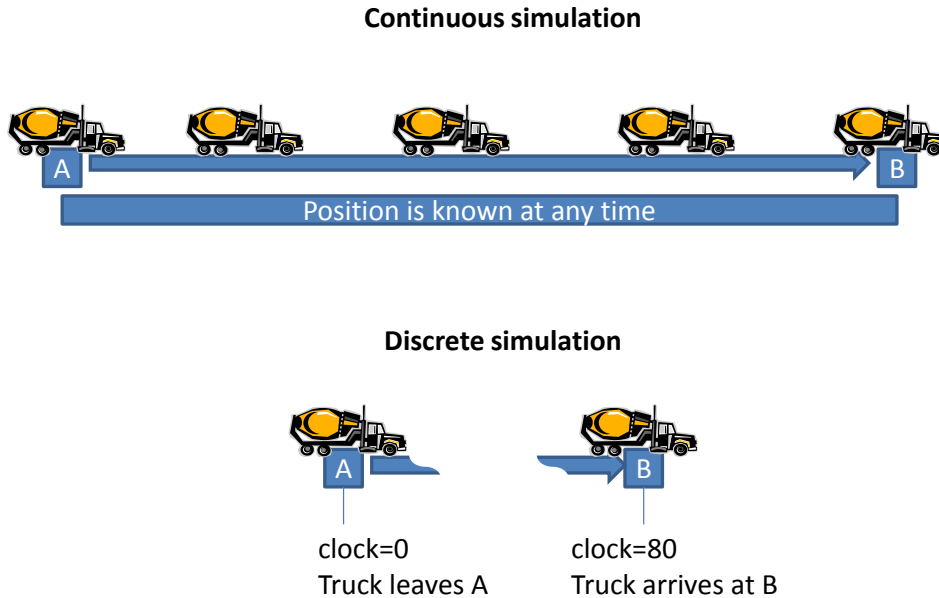 Continuous simulation
A
B
Position is known at any time
Discrete simulation
A
B
clock=0
Truck leaves A
clock=80
Truck arrives at B